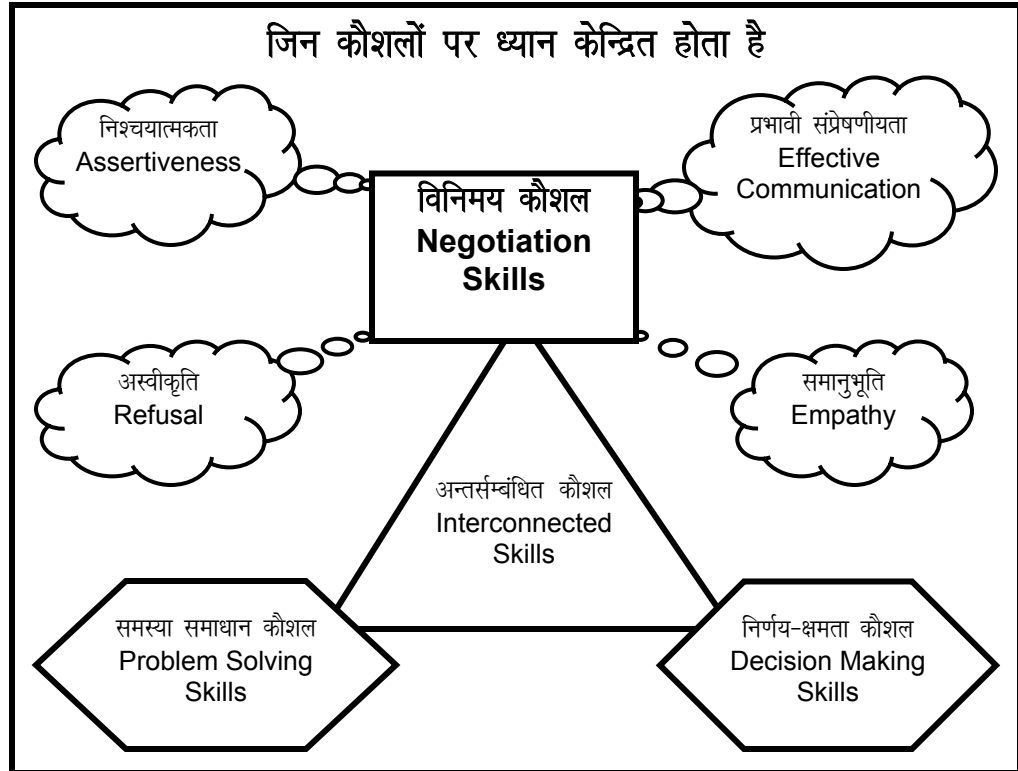 जिन कौशलों पर ध्यान केन्द्रित होता है
निश्चयात्मकता
Assertiveness
प्रभावी संप्रेषणीयता
Effective
Communication
विनिमय कौशल
Negotiation
Skills
अस्वीकृति
Refusal
समानुभूति
Empathy
अन्तर्सम्बंधित कौशल
Interconnected
Skills
समस्या समाधान कौशल
Problem Solving
Skills
निर्णय-क्षमता कौशल
Decision Making
Skills